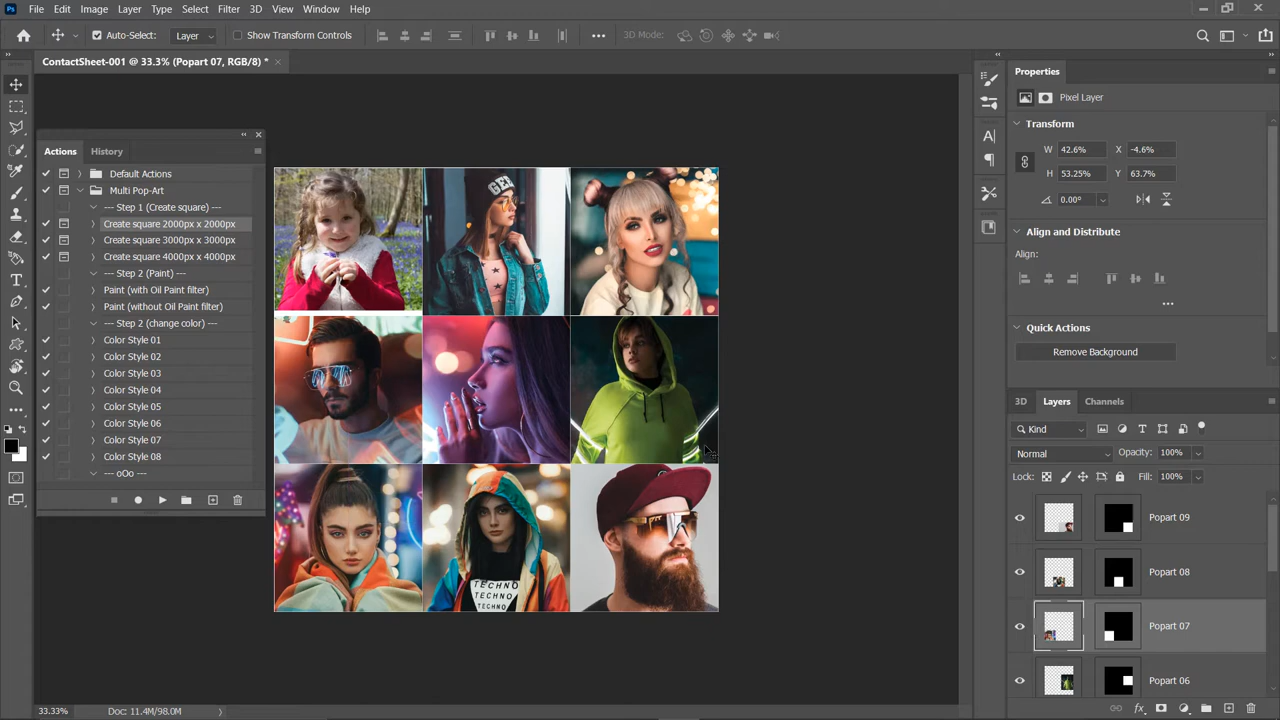 Ps File Edit Image Layer Type Select Filter 3D View Window Help
Auto-Select: Layer Show Transform Controls 3D Mode:
ContactSheet-001 @ 33.3% (Popart 07, RGB/8) *
Properties
Pixel Layer
Transform
W 42.6% X -4.6%
H 53.25% Y 63.7%
0.00°
Align and Distribute
Align:
Quick Actions
Remove Background
Actions History
Default Actions
Multi Pop-Art
--- Step 1 (Create square) ---
Create square 2000px x 2000px
Create square 3000px x 3000px
Create square 4000px x 4000px
--- Step 2 (Paint) ---
Paint (with Oil Paint filter)
Paint (without Oil Paint filter)
--- Step 2 (change color) ---
Color Style 01
Color Style 02
Color Style 03
Color Style 04
Color Style 05
Color Style 06
Color Style 07
Color Style 08
--- oOo ---
TECHNO
TECHNO
TECHNO
3D Layers Channels
Kind
Normal Opacity: 100%
Lock: Fill: 100%
Popart 09
Popart 08
Popart 07
Popart 06
33.33% Doc: 11.4M/98.0M